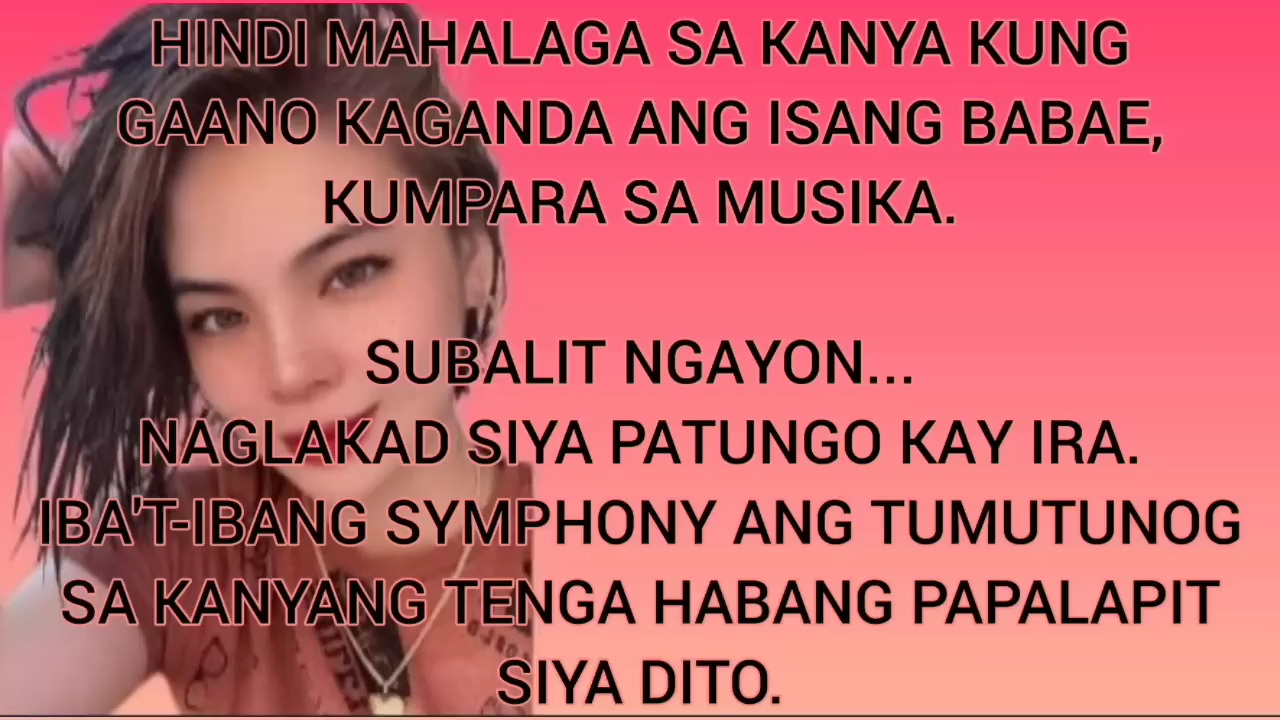 HINDI MAHALAGA SA KANYA KUNG
GAANO KAGANDA ANG ISANG BABAE,
KUMPARA SA MUSIKA.
SUBALIT NGAYON...
NAGLAKAD SIYA PATUNGO KAY IRA.
IBA'T-IBANG SYMPHONY ANG TUMUTUNOG
SA KANYANG TENGA HABANG PAPALAPIT
SIYA DITO.